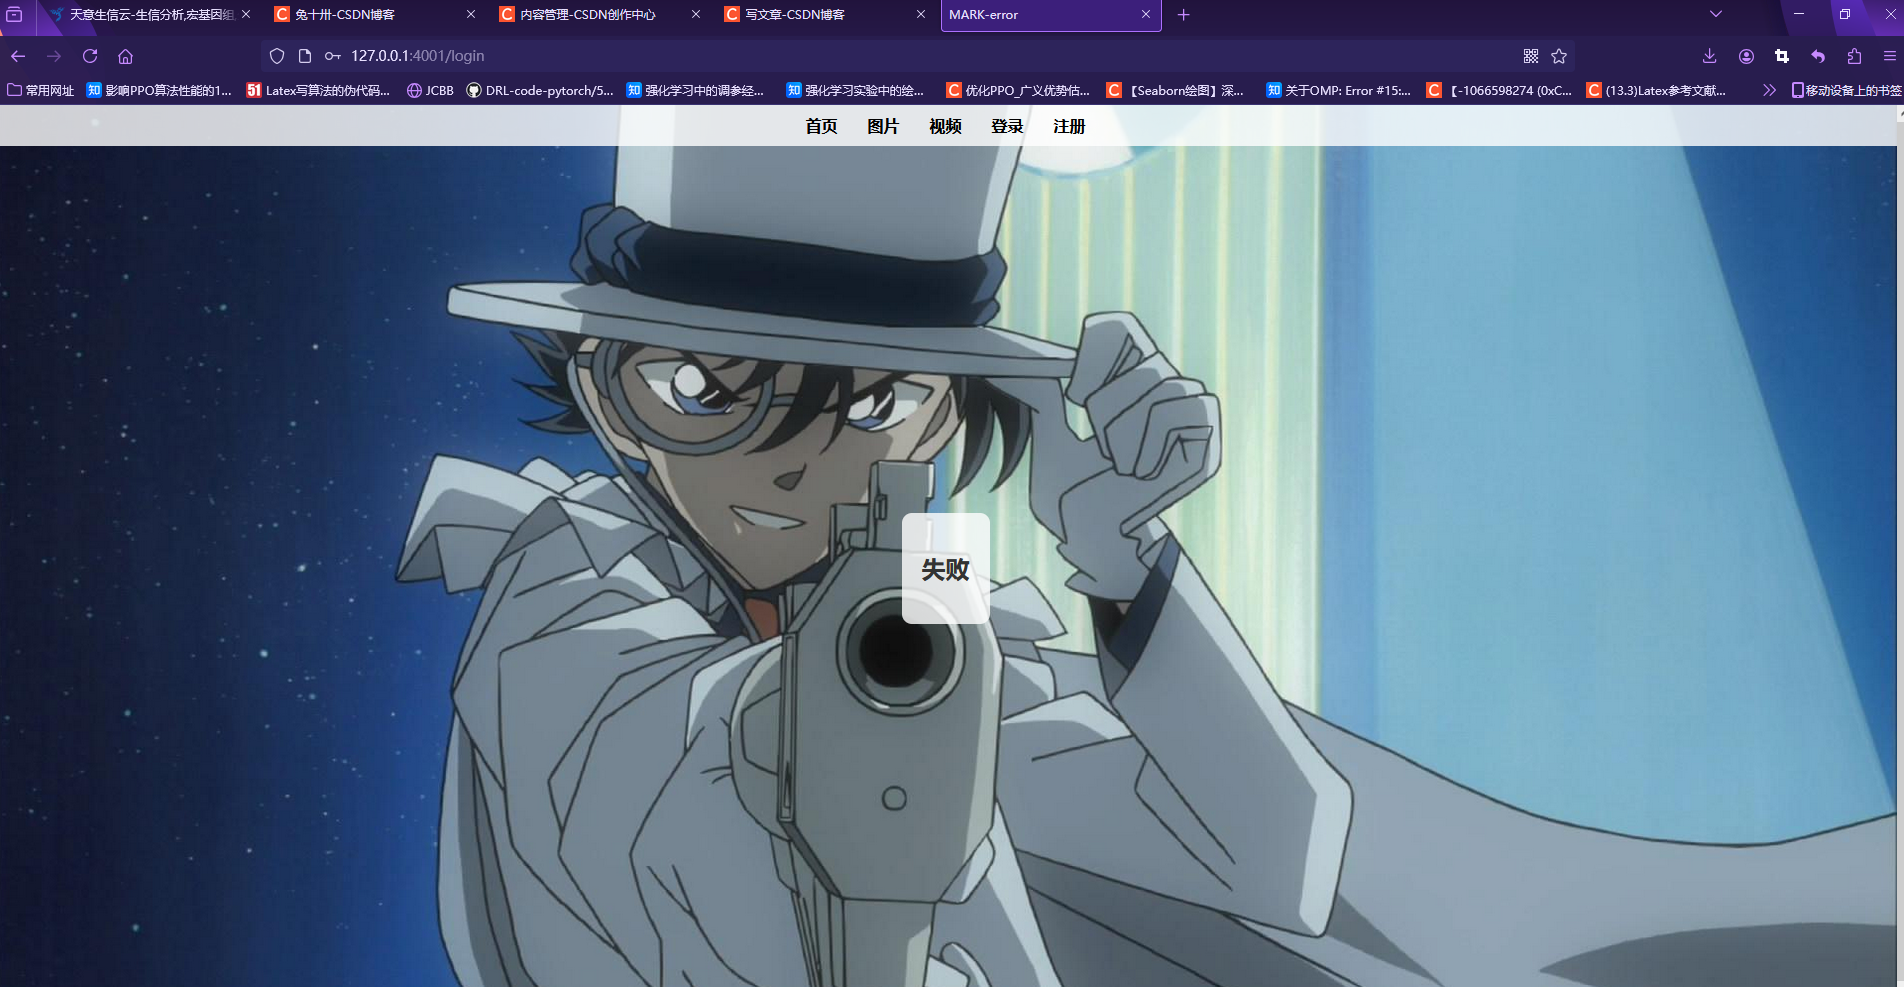 天意生信云-生信分析,宏基因组
兔十卅-CSDN博客
内容管理-CSDN创作中心
写文章-CSDN博客
MARK-error
127.0.0.1:4001/login
常用网址
知 影响PPO算法性能的1...
51 Latex写算法的伪代码...
JCBB
DRL-code-pytorch/5...
知 强化学习中的调参经...
知 强化学习实验中的绘...
C 优化PPO_广义优势估...
C 【Seaborn绘图】深...
知 关于OMP: Error #15:...
C 【-1066598274 (0xC...
C (13.3)Latex参考文献...
移动设备上的书签
首页 图片 视频 登录 注册
失败